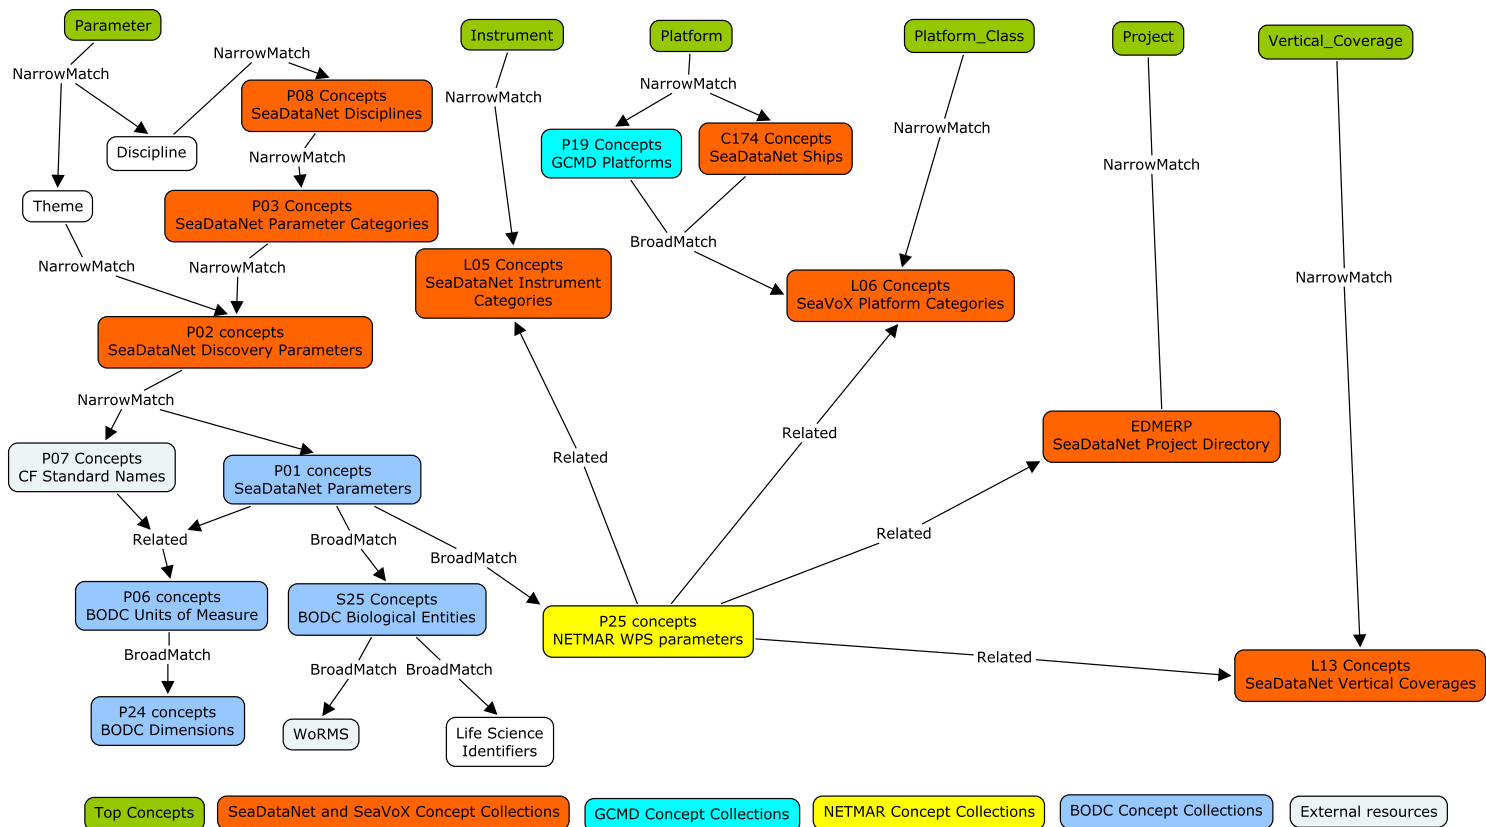 Parameter
Instrument
Platform
Platform_Class
Project
Vertical_Coverage
NarrowMatch
NarrowMatch
P08 Concepts
SeaDataNet Disciplines
NarrowMatch
NarrowMatch
NarrowMatch
NarrowMatch
NarrowMatch
Discipline
P19 Concepts
GCMD Platforms
C174 Concepts
SeaDataNet Ships
NarrowMatch
Theme
P03 Concepts
SeaDataNet Parameter Categories
BroadMatch
NarrowMatch
NarrowMatch
NarrowMatch
L05 Concepts
SeaDataNet Instrument
Categories
L06 Concepts
SeaVoX Platform Categories
P02 concepts
SeaDataNet Discovery Parameters
NarrowMatch
Related
EDMERP
SeaDataNet Project Directory
P07 Concepts
CF Standard Names
P01 concepts
SeaDataNet Parameters
Related
Related
Related
BroadMatch
BroadMatch
P06 concepts
BODC Units of Measure
S25 Concepts
BODC Biological Entities
P25 concepts
NETMAR WPS parameters
BroadMatch
BroadMatch
BroadMatch
Related
L13 Concepts
SeaDataNet Vertical Coverages
P24 concepts
BODC Dimensions
WoRMS
Life Science
Identifiers
Top Concepts
SeaDataNet and SeaVoX Concept Collections
GCMD Concept Collections
NETMAR Concept Collections
BODC Concept Collections
External resources